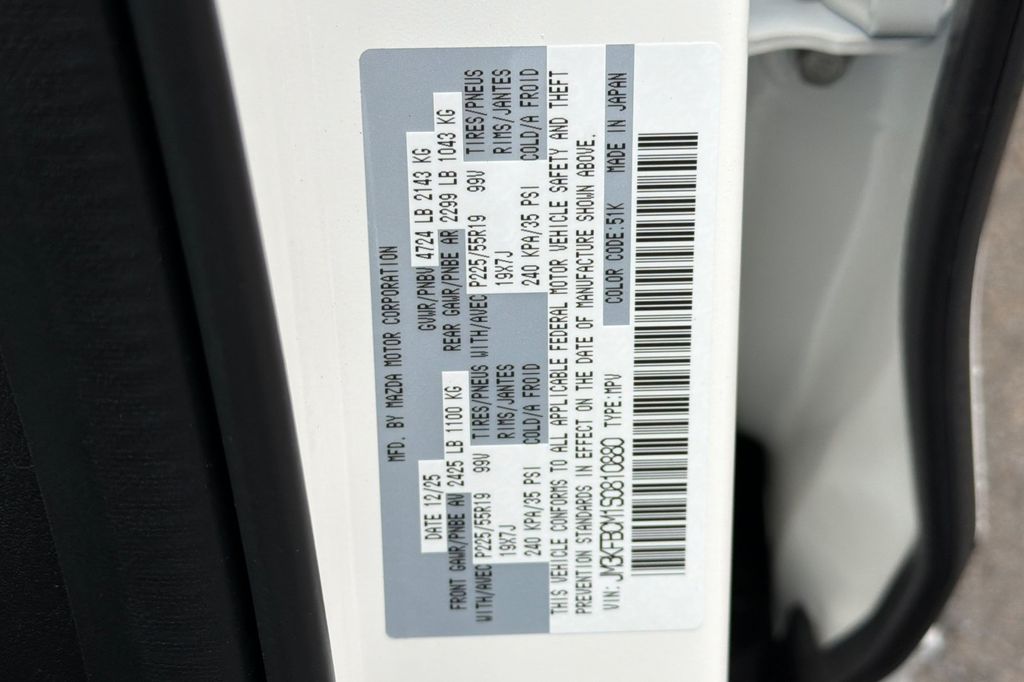 MFD. BY MAZDA MOTOR CORPORATION
DATE 12/25 GVWR/PNBV 4724 LB 2143 KG
FRONT GAWR/PNBE AV 2425 LB 1100 KG REAR GAWR/PNBE AR 2299 LB 1043 KG
WITH/AVEC P225/55R19 99V TIRES/PNEUS WITH/AVEC P225/55R19 99V TIRES/PNEUS
19X7J RIMS/JANTES 19X7J RIMS/JANTES
240 KPA/35 PSI COLD/A FROID 240 KPA/35 PSI COLD/A FROID
THIS VEHICLE CONFORMS TO ALL APPLICABLE FEDERAL MOTOR VEHICLE SAFETY AND THEFT
PREVENTION STANDARDS IN EFFECT ON THE DATE OF MANUFACTURE SHOWN ABOVE.
VIN: JM3KFBCM1S0810880 TYPE:MPV COLOR CODE:51K MADE IN JAPAN